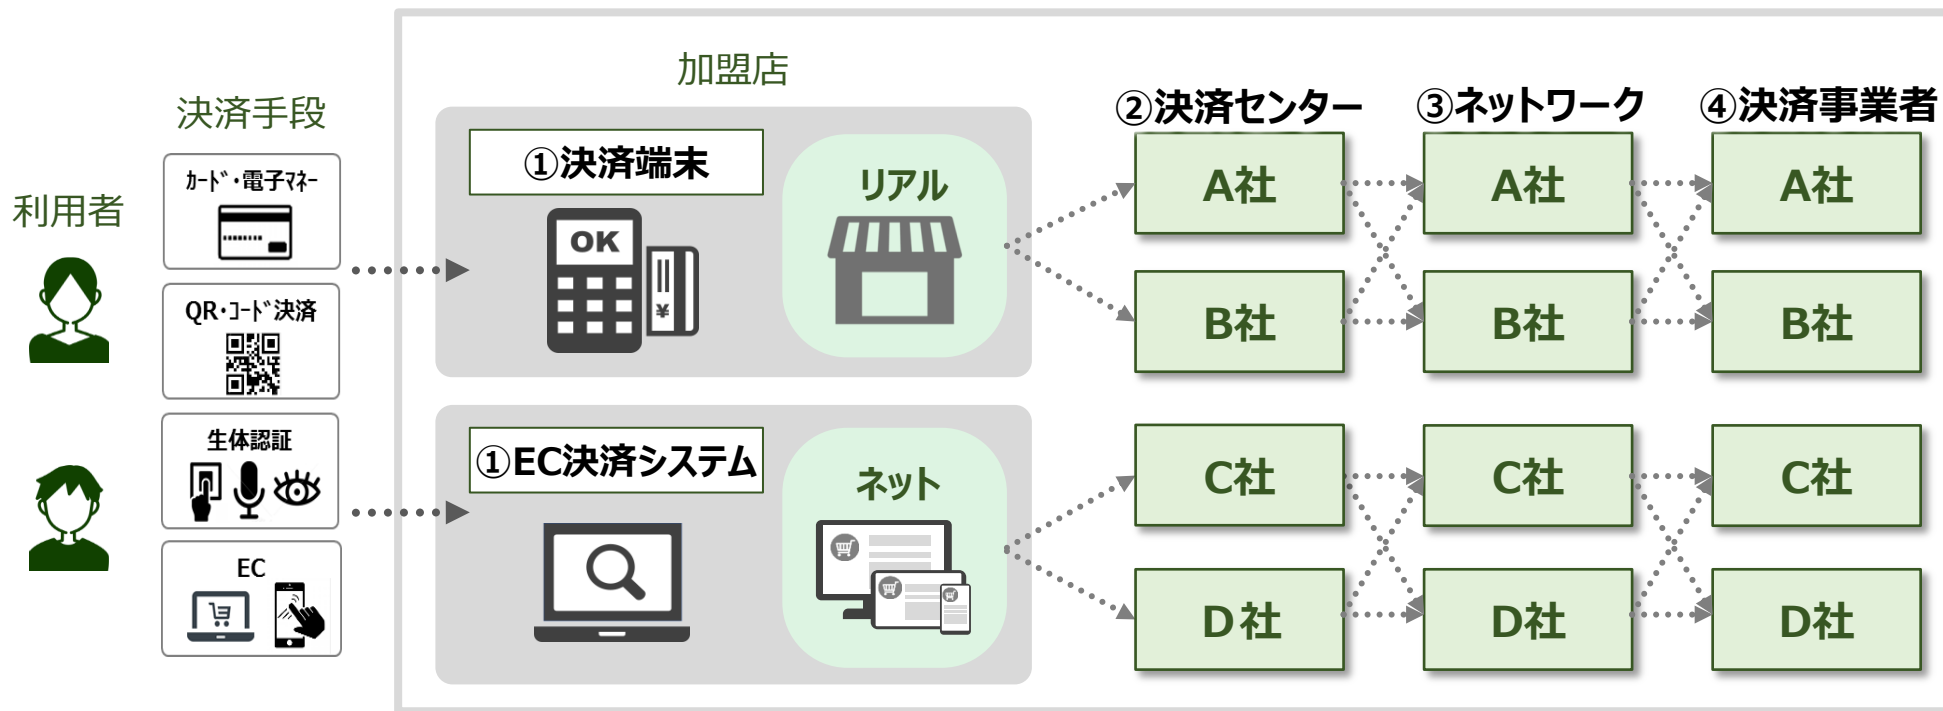 利用者
決済手段
カード・電子マネー
QR・コード決済
生体認証
EC
加盟店
①決済端末
OK
¥
リアル
①EC決済システム
ネット
②決済センター
③ネットワーク
④決済事業者
A社
A社
A社
B社
B社
B社
C社
C社
C社
D社
D社
D社